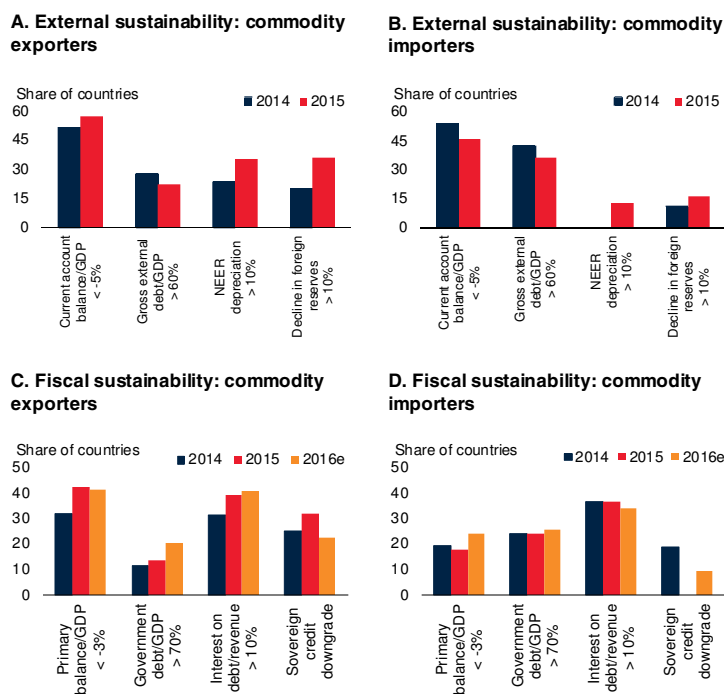 A. External sustainability: commodity
exporters
Share of countries
2014 2015
60
45
30
15
0
Current account
balance/GDP
< -5%
Gross external
debt/GDP
> 60%
NEER
depreciation
> 10%
Decline in foreign
reserves
> 10%
B. External sustainability: commodity
importers
Share of countries
2014 2015
60
45
30
15
0
Current account
balance/GDP
< -5%
Gross external
debt/GDP
> 60%
NEER
depreciation
> 10%
Decline in foreign
reserves
> 10%
C. Fiscal sustainability: commodity
exporters
Share of countries
2014 2015 2016e
50
40
30
20
10
0
Primary
balance/GDP
< -3%
Government
debt/GDP
> 70%
Interest on
debt/revenue
> 10%
Sovereign
credit
downgrade
D. Fiscal sustainability: commodity
importers
Share of countries
2014 2015 2016e
50
40
30
20
10
0
Primary
balance/GDP
< -3%
Government
debt/GDP
> 70%
Interest on
debt/revenue
> 10%
Sovereign
credit
downgrade